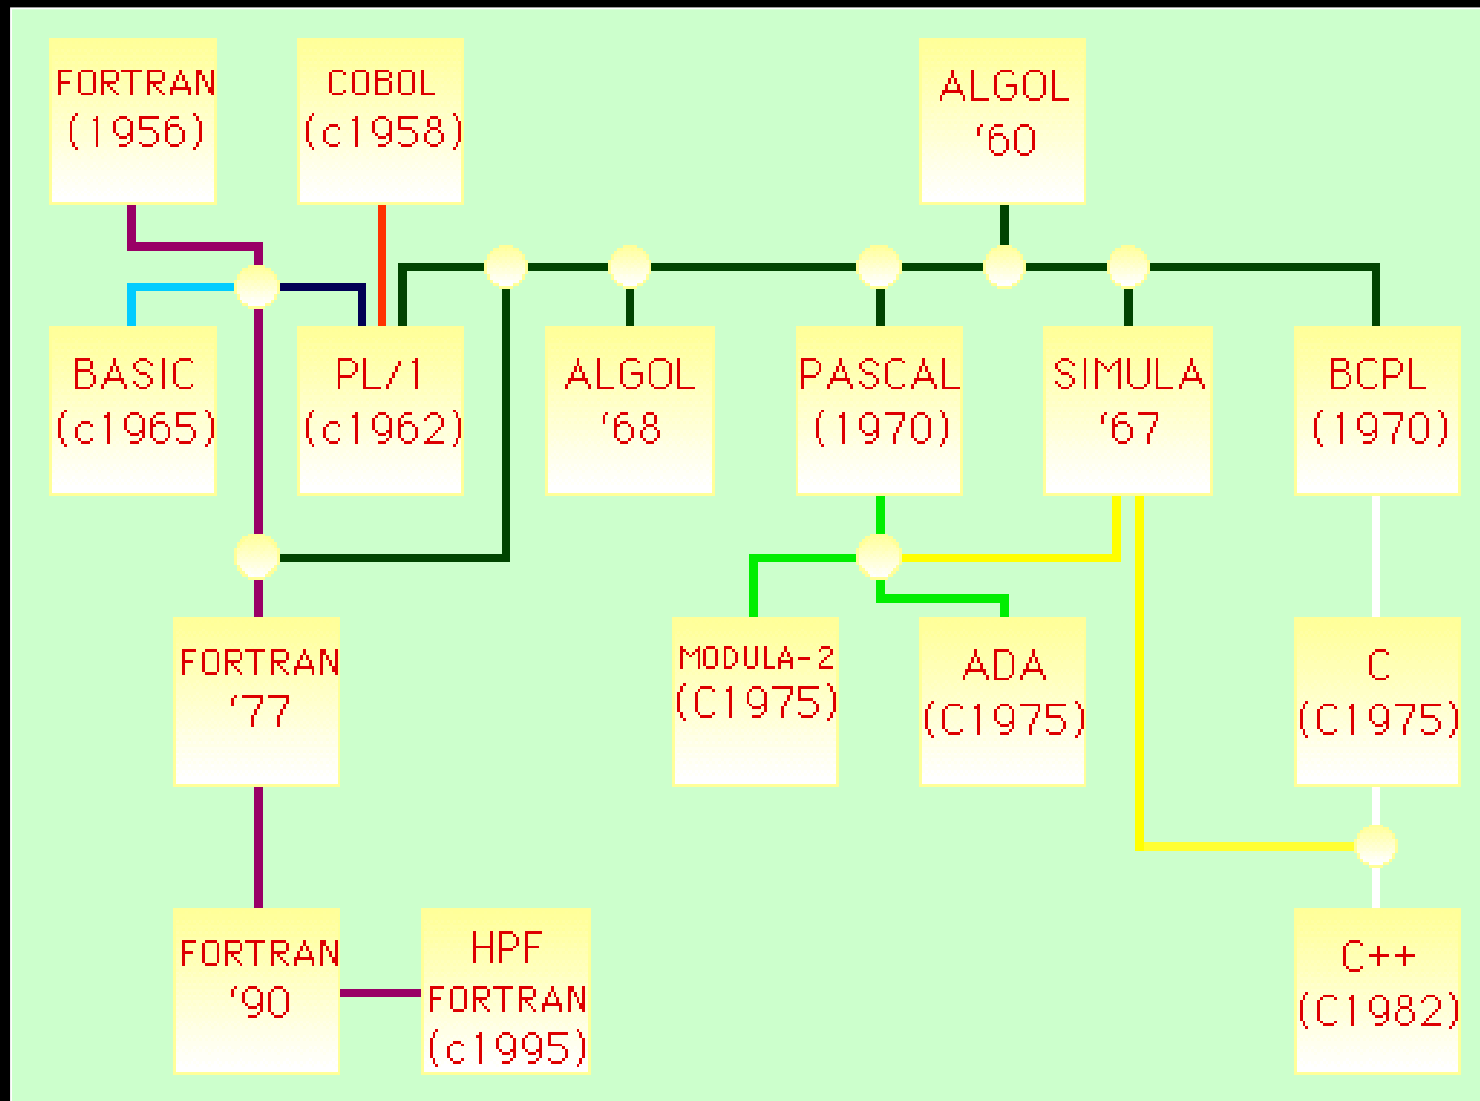 FORTRAN
(1956)
COBOL
(c1958)
ALGOL
‘60
BASIC
(c1965)
PL/1
(c1962)
ALGOL
‘68
PASCAL
(1970)
SIMULA
‘67
BCPL
(1970)
FORTRAN
‘77
MODULA-2
(C1975)
ADA
(C1975)
C
(C1975)
FORTRAN
‘90
HPF
FORTRAN
(c1995)
C++
(C1982)